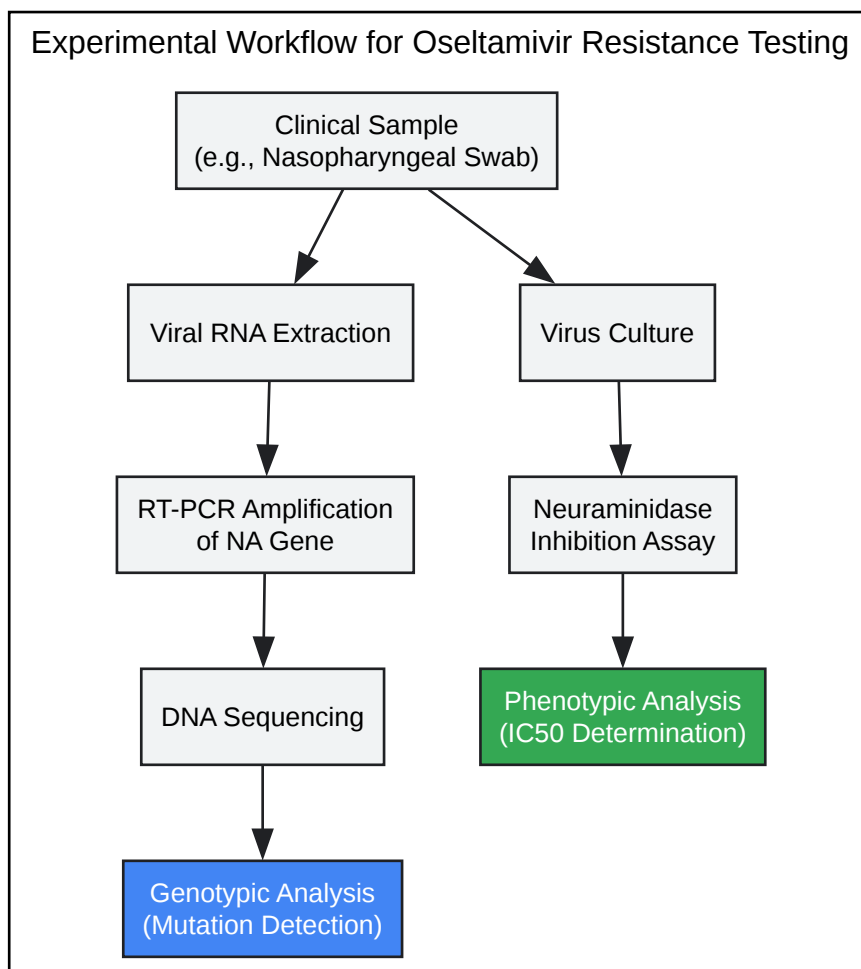 Experimental Workflow for Oseltamivir Resistance Testing
Clinical Sample
(e.g., Nasopharyngeal Swab)
Viral RNA Extraction
Virus Culture
RT-PCR Amplification
of NA Gene
Neuraminidase
Inhibition Assay
DNA Sequencing
Phenotypic Analysis
(IC50 Determination)
Genotypic Analysis
(Mutation Detection)